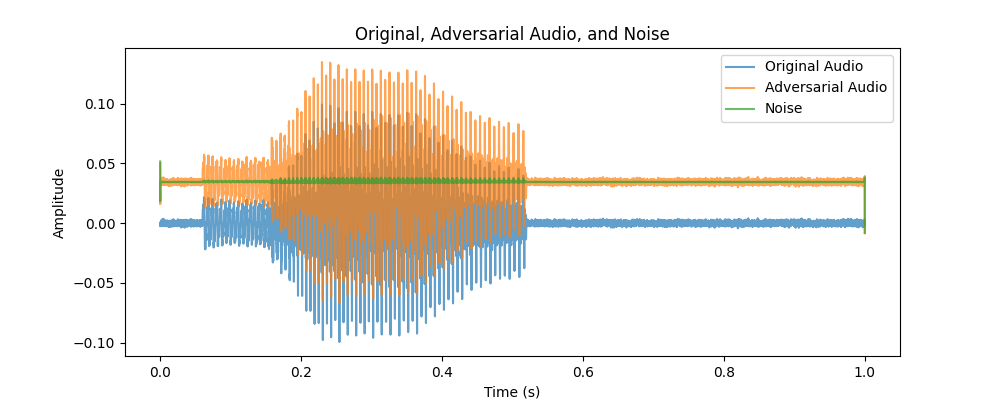 Original, Adversarial Audio, and Noise
Original Audio
Adversarial Audio
Noise
Amplitude
0.10
0.05
0.00
−0.05
−0.10
0.0
0.2
0.4
0.6
0.8
1.0
Time (s)